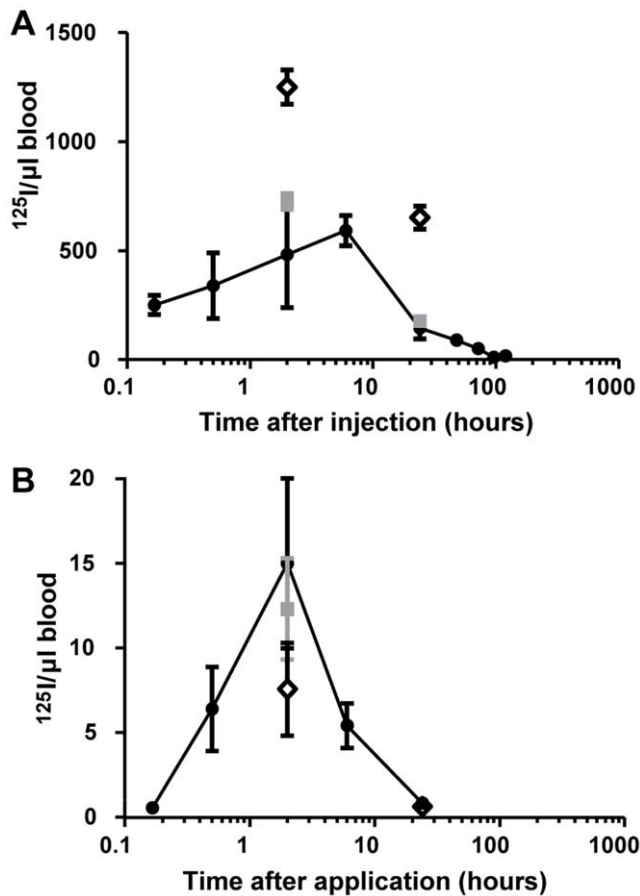 A
1500
1000
500
0
¹²⁵I/µl blood
0.1 1 10 100 1000
Time after injection (hours)
B
20
15
10
5
0
¹²⁵I/µl blood
0.1 1 10 100 1000
Time after application (hours)